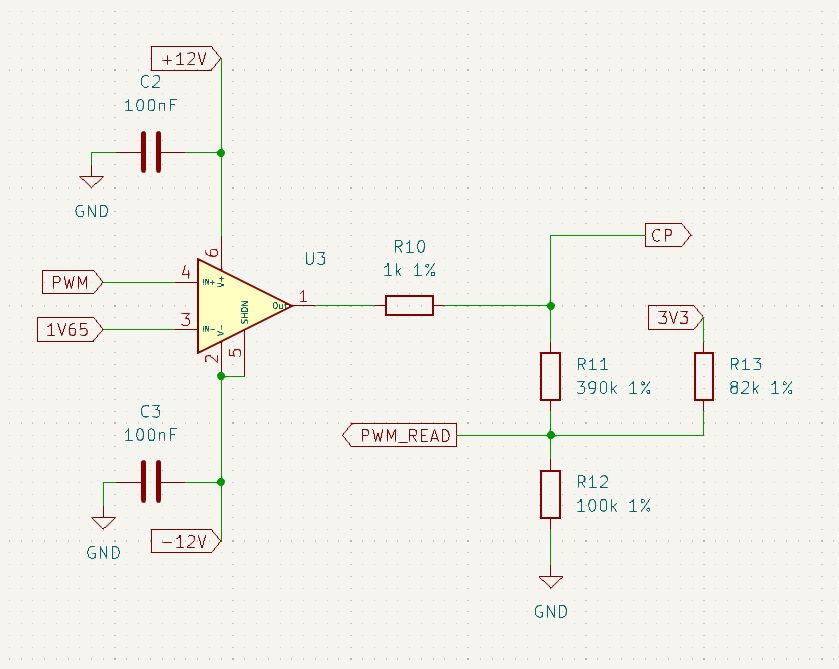 +12V
C2
100nF
GND
6
U3
R10
1k 1%
CP
PWM
4
IN+
V+
1
Out
1V65
3
IN-
V-
SHDN
2
5
3V3
R11
390k 1%
R13
82k 1%
C3
100nF
PWM_READ
R12
100k 1%
GND
-12V
GND